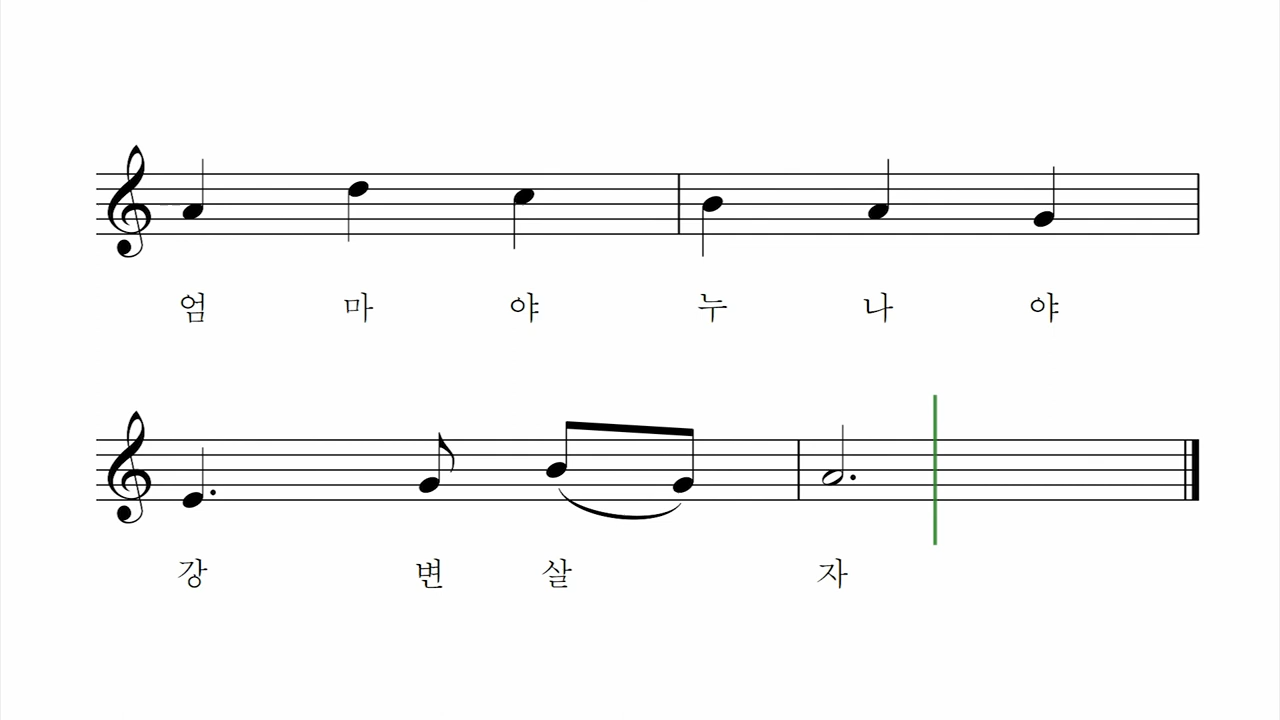 엄 마 야 누 나 야
강 변 살 자